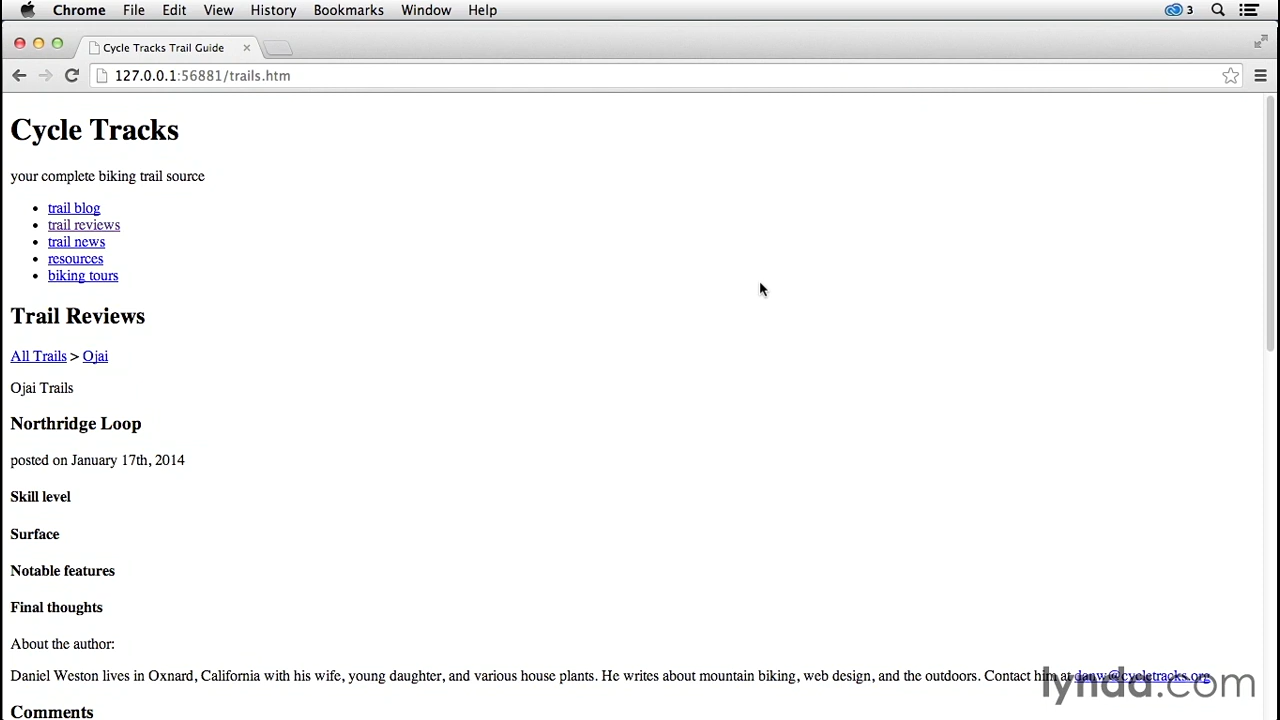 Chrome File Edit View History Bookmarks Window Help 3
Cycle Tracks Trail Guide
127.0.0.1:56881/trails.htm
Cycle Tracks
your complete biking trail source
trail blog
trail reviews
trail news
resources
biking tours
Trail Reviews
All Trails > Ojai
Ojai Trails
Northridge Loop
posted on January 17th, 2014
Skill level
Surface
Notable features
Final thoughts
About the author:
Daniel Weston lives in Oxnard, California with his wife, young daughter, and various house plants. He writes about mountain biking, web design, and the outdoors. Contact him at danw@cycletracks.org.
lynda.com
Comments